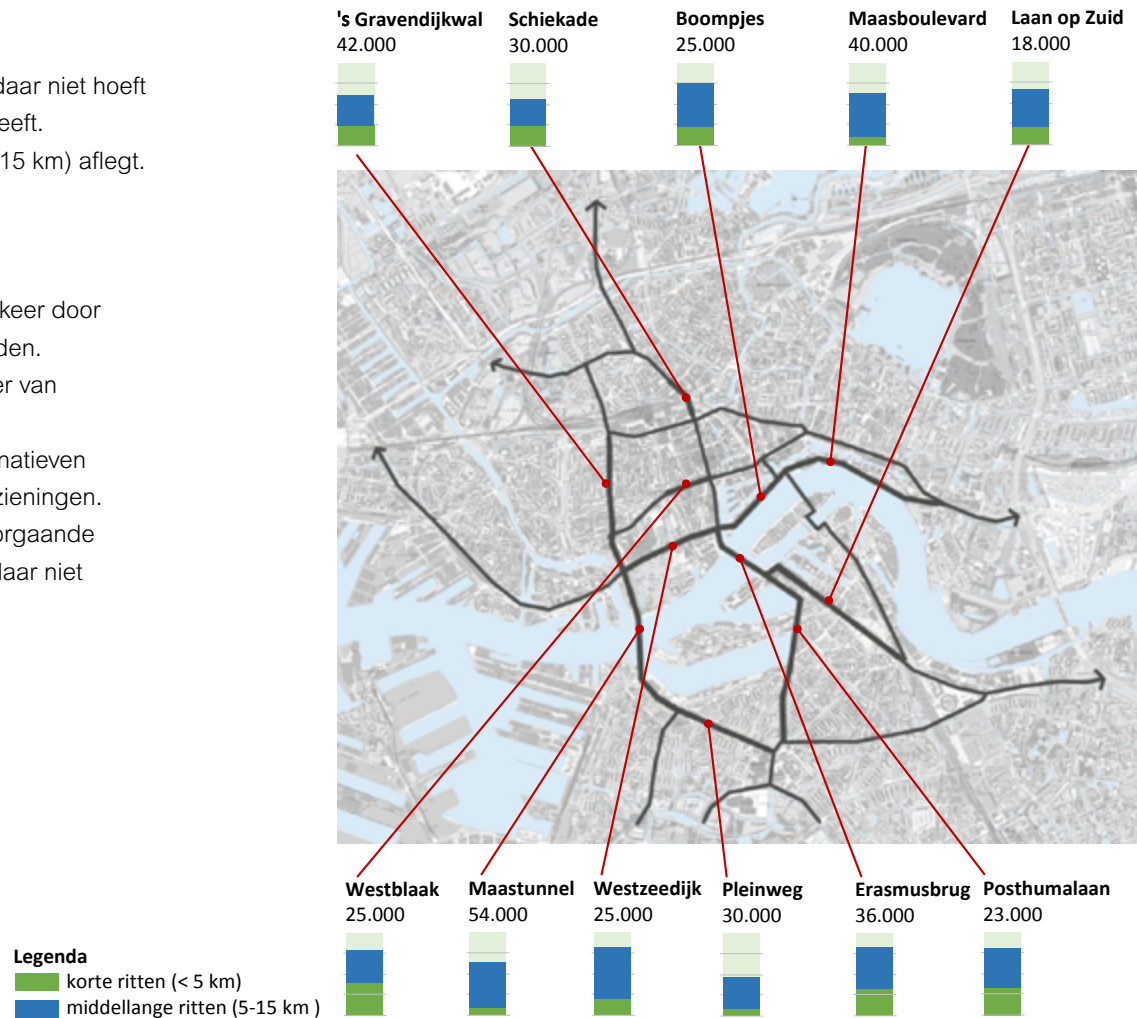 daar niet hoeft
eeft.
15 km) aflegt.
keer door
den.
er van
natieven
zieningen.
organde
daar niet
's Gravendijkwal
42.000
Schiekade
30.000
Boompjes
25.000
Maasboulevard
40.000
Laan op Zuid
18.000
Westblaak
25.000
Maastunnel
54.000
Westzeedijk
25.000
Pleinweg
30.000
Erasmusbrug
36.000
Posthumalaan
23.000
Legenda
korte ritten (< 5 km)
middellange ritten (5-15 km )